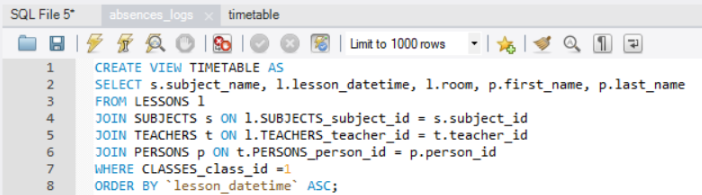 SQL File 5*
absences_logs
timetable
Limit to 1000 rows
1 CREATE VIEW TIMETABLE AS
2 SELECT s.subject_name, l.lesson_datetime, l.room, p.first_name, p.last_name
3 FROM LESSONS l
4 JOIN SUBJECTS s ON l.SUBJECTS_subject_id = s.subject_id
5 JOIN TEACHERS t ON l.TEACHERS_teacher_id = t.teacher_id
6 JOIN PERSONS p ON t.PERSONS_person_id = p.person_id
7 WHERE CLASSES_class_id =1
8 ORDER BY `lesson_datetime` ASC;